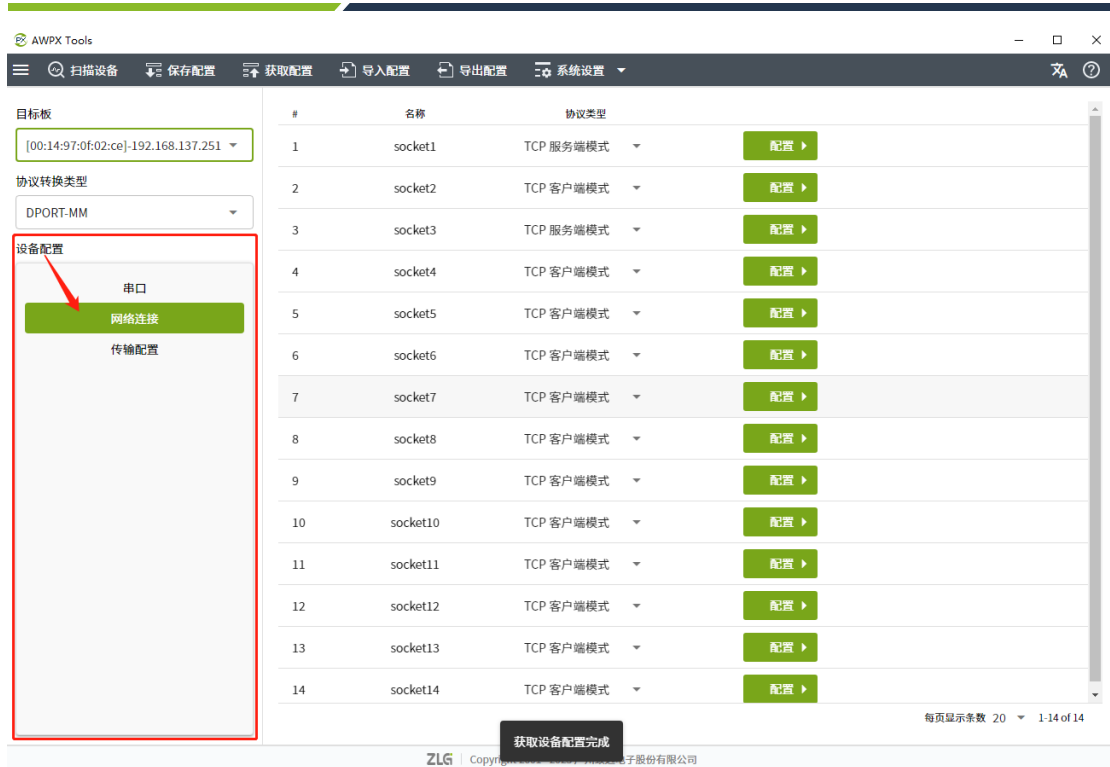 AWPX Tools
扫描设备 保存配置 获取配置 导入配置 导出配置 系统设置
目标板
[00:14:97:0f:02:ce]-192.168.137.251
协议转换类型
DPORT-MM
设备配置
串口
网络连接
传输配置
# 名称 协议类型
1 socket1 TCP 服务端模式 配置
2 socket2 TCP 客户端模式 配置
3 socket3 TCP 服务端模式 配置
4 socket4 TCP 客户端模式 配置
5 socket5 TCP 客户端模式 配置
6 socket6 TCP 客户端模式 配置
7 socket7 TCP 客户端模式 配置
8 socket8 TCP 客户端模式 配置
9 socket9 TCP 客户端模式 配置
10 socket10 TCP 客户端模式 配置
11 socket11 TCP 客户端模式 配置
12 socket12 TCP 客户端模式 配置
13 socket13 TCP 客户端模式 配置
14 socket14 TCP 客户端模式 配置
每页显示条数 20 1-14 of 14
获取设备配置完成
ZLG 子股份有限公司